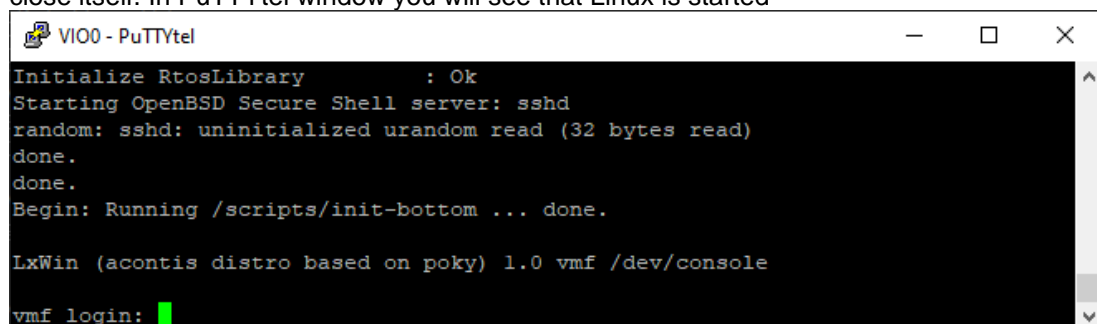 close itself. In PuTTYtel window you will see that Linux is started
VIO0 - PuTTYtel
Initialize RtosLibrary : Ok
Starting OpenBSD Secure Shell server: sshd
random: sshd: uninitialized urandom read (32 bytes read)
done.
done.
Begin: Running /scripts/init-bottom ... done.
LxWin (acontis distro based on poky) 1.0 vmf /dev/console
vmf login: